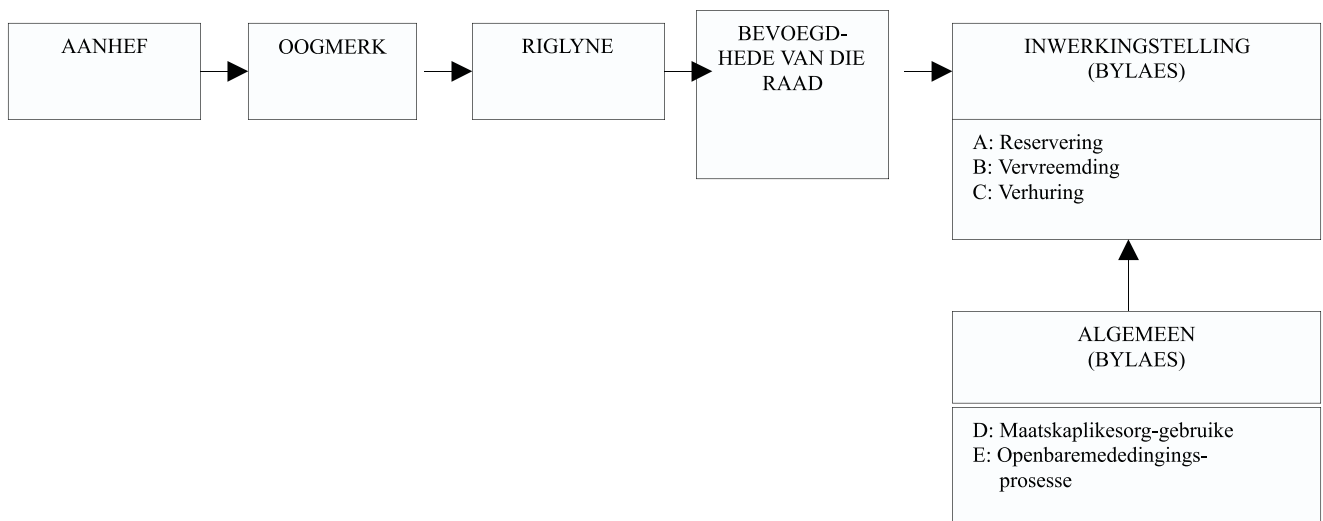 AANHEF
OOGMERK
RIGLYNE
BEVOEGD-
HEDE VAN DIE
RAAD
INWERKINGSTELLING
(BYLAES)
A: Reservering
B: Vervreemding
C: Verhuring
ALGEMEEN
(BYLAES)
D: Maatskaplikesorg-gebruike
E: Openbaremededingings-
prosesse